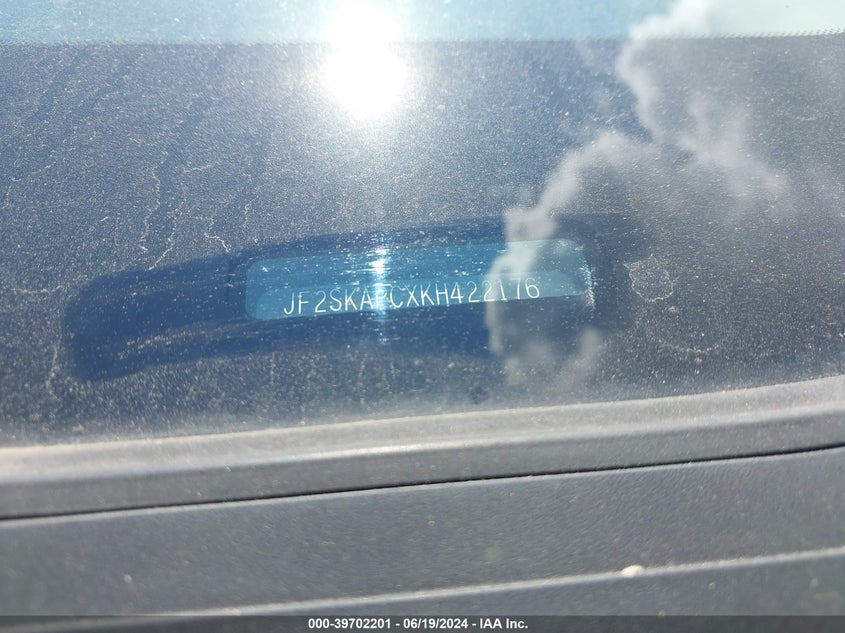 JF2SKAPCXKH422176
000-39702201 - 06/19/2024 - IAA Inc.